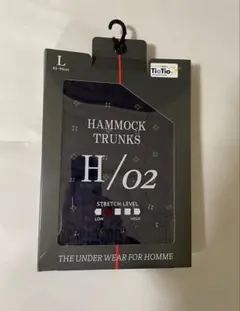 L
TioTio
HAMMOCK
TRUNKS
H/02
STRETCH LEVEL
LOW
HIGH
THE UNDER WEAR FOR HOMME